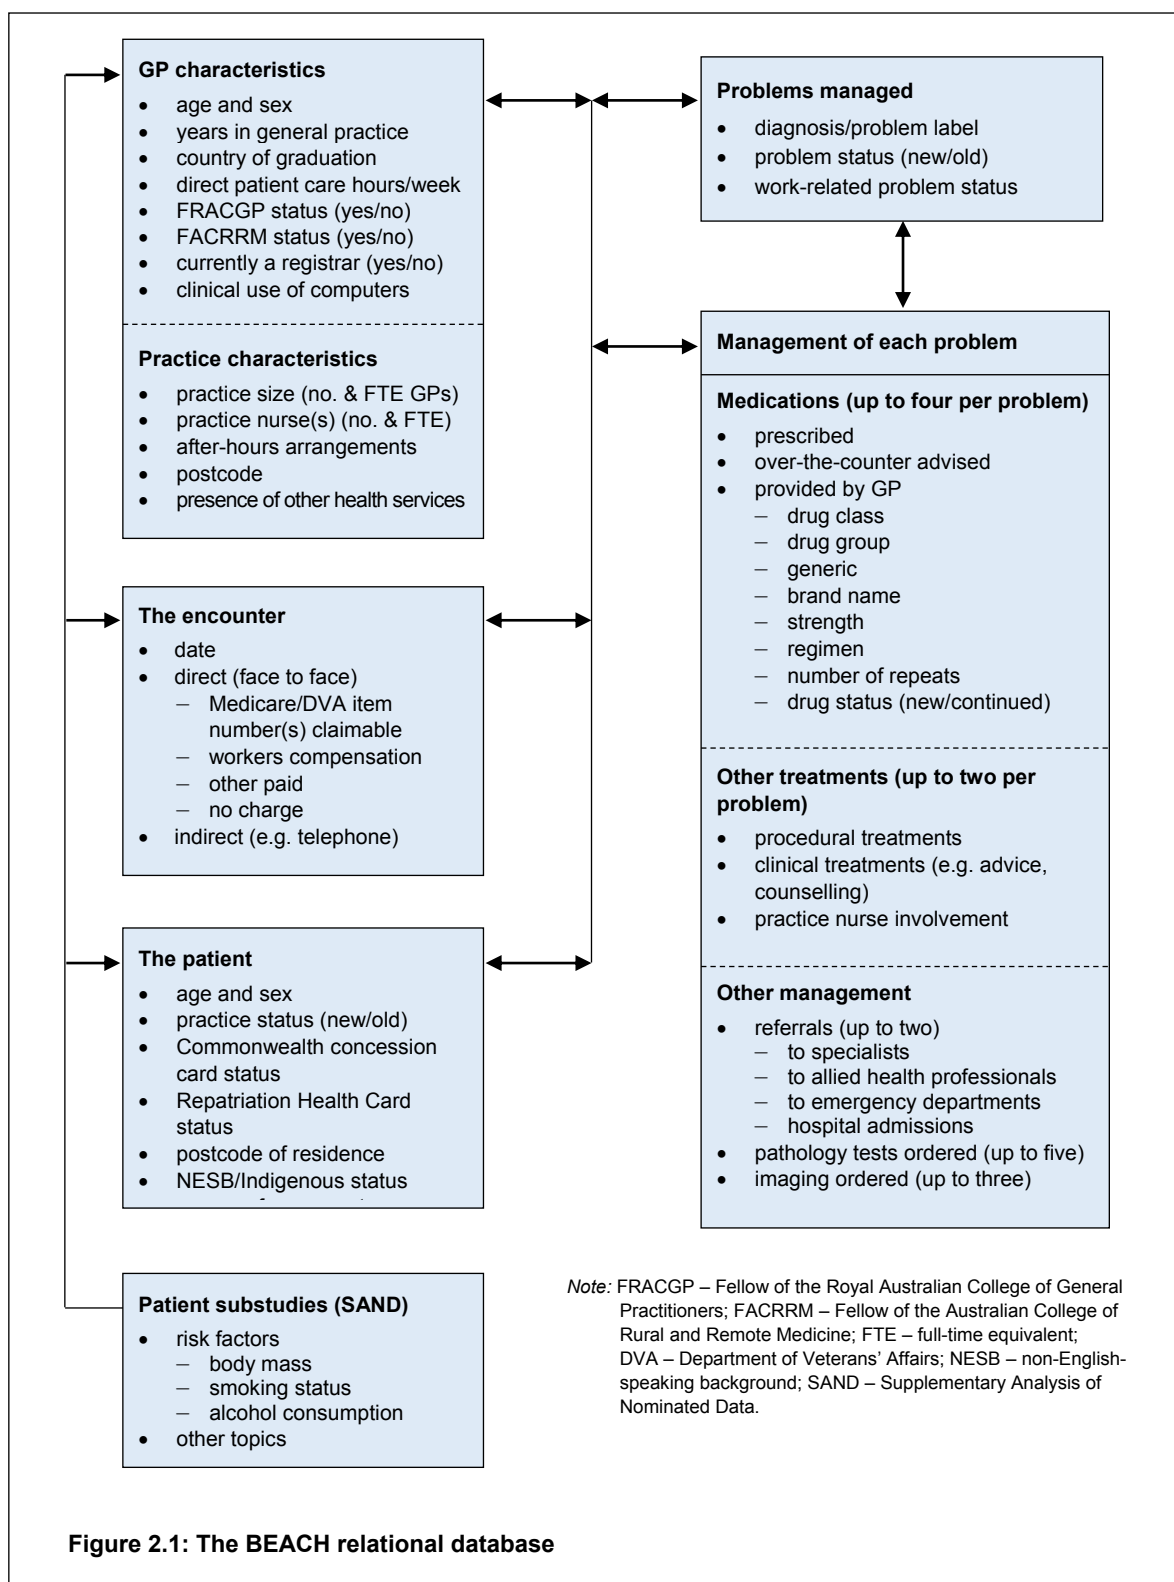 GP characteristics
• age and sex
• years in general practice
• country of graduation
• direct patient care hours/week
• FRACGP status (yes/no)
• FACRRM status (yes/no)
• currently a registrar (yes/no)
• clinical use of computers
Practice characteristics
• practice size (no. & FTE GPs)
• practice nurse(s) (no. & FTE)
• after-hours arrangements
• postcode
• presence of other health services
The encounter
• date
• direct (face to face)
– Medicare/DVA item
number(s) claimable
– workers compensation
– other paid
– no charge
• indirect (e.g. telephone)
The patient
• age and sex
• practice status (new/old)
• Commonwealth concession
card status
• Repatriation Health Card
status
• postcode of residence
• NESB/Indigenous status
Patient substudies (SAND)
• risk factors
– body mass
– smoking status
– alcohol consumption
• other topics
Problems managed
• diagnosis/problem label
• problem status (new/old)
• work-related problem status
Management of each problem
Medications (up to four per problem)
• prescribed
• over-the-counter advised
• provided by GP
– drug class
– drug group
– generic
– brand name
– strength
– regimen
– number of repeats
– drug status (new/continued)
Other treatments (up to two per
problem)
• procedural treatments
• clinical treatments (e.g. advice,
counselling)
• practice nurse involvement
Other management
• referrals (up to two)
– to specialists
– to allied health professionals
– to emergency departments
– hospital admissions
• pathology tests ordered (up to five)
• imaging ordered (up to three)
Note: FRACGP – Fellow of the Royal Australian College of General
Practitioners; FACRRM – Fellow of the Australian College of
Rural and Remote Medicine; FTE – full-time equivalent;
DVA – Department of Veterans' Affairs; NESB – non-English-
speaking background; SAND – Supplementary Analysis of
Nominated Data.
Figure 2.1: The BEACH relational database